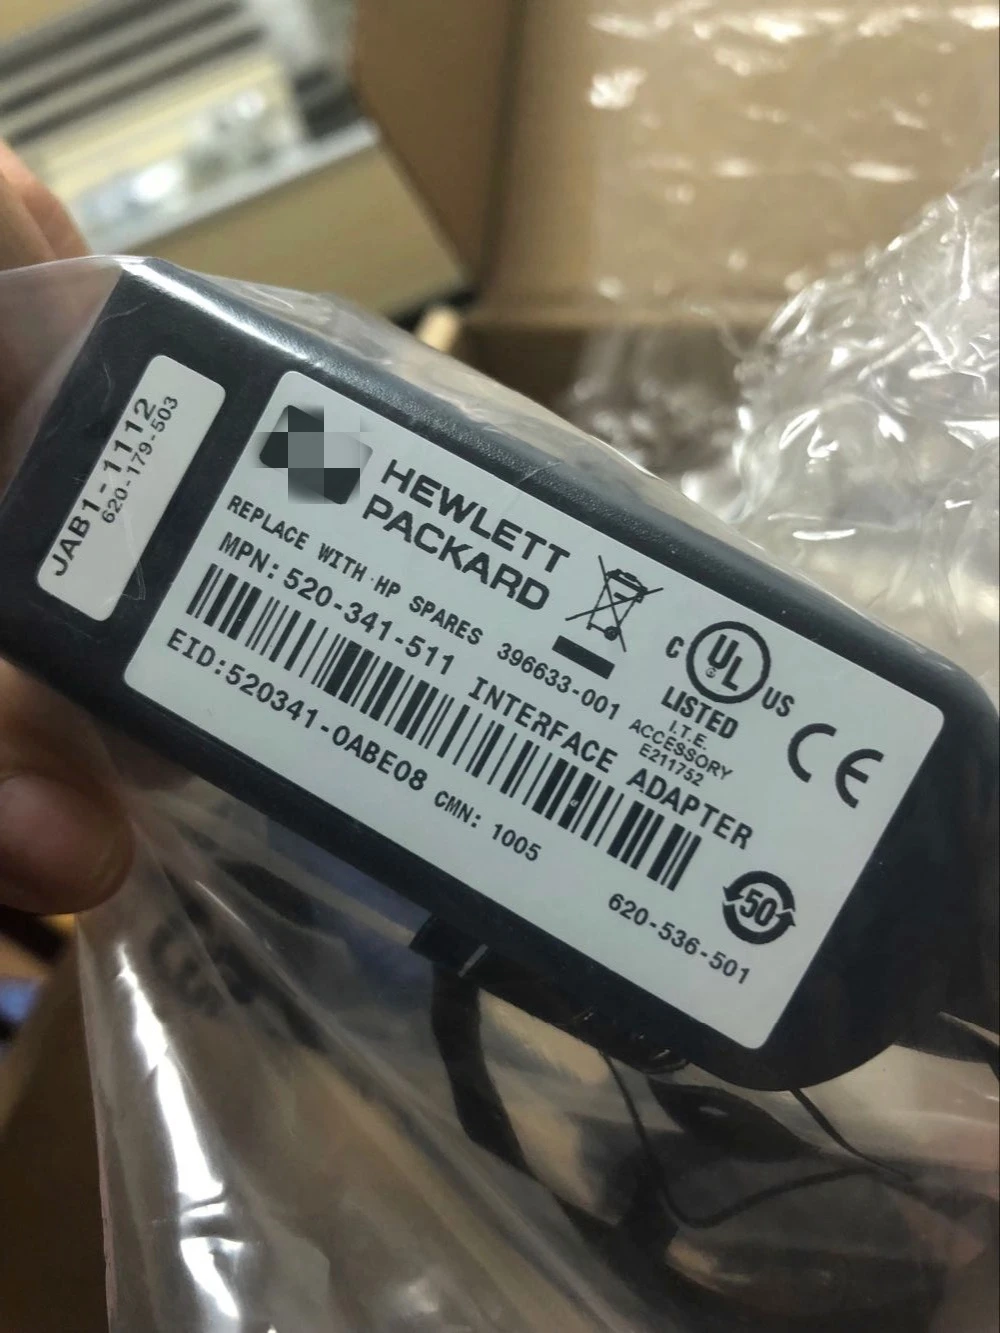 JAB1-1112
620-179-503
HEWLETT
PACKARD
REPLACE WITH HP SPARES 396633-001
MPN:520-341-511 INTERFACE ADAPTER
EID:520341-0ABE08 CMN: 1005
C UL US
LISTED
I.T.E.
ACCESSORY
E211752
CE
50
620-536-501